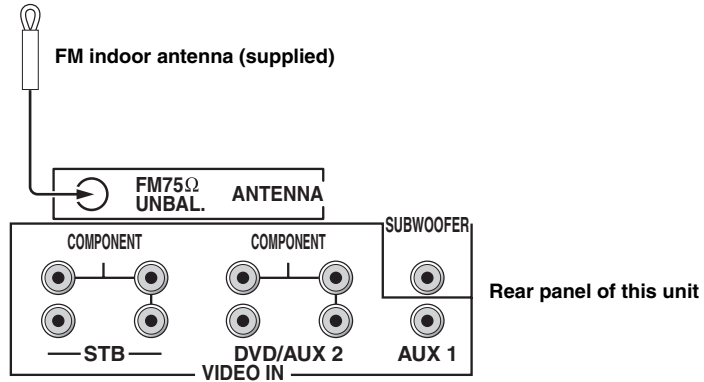 FM indoor antenna (supplied)
FM75Ω
UNBAL.
ANTENNA
COMPONENT
COMPONENT
SUBWOOFER
Rear panel of this unit
STB
DVD/AUX 2
AUX 1
VIDEO IN